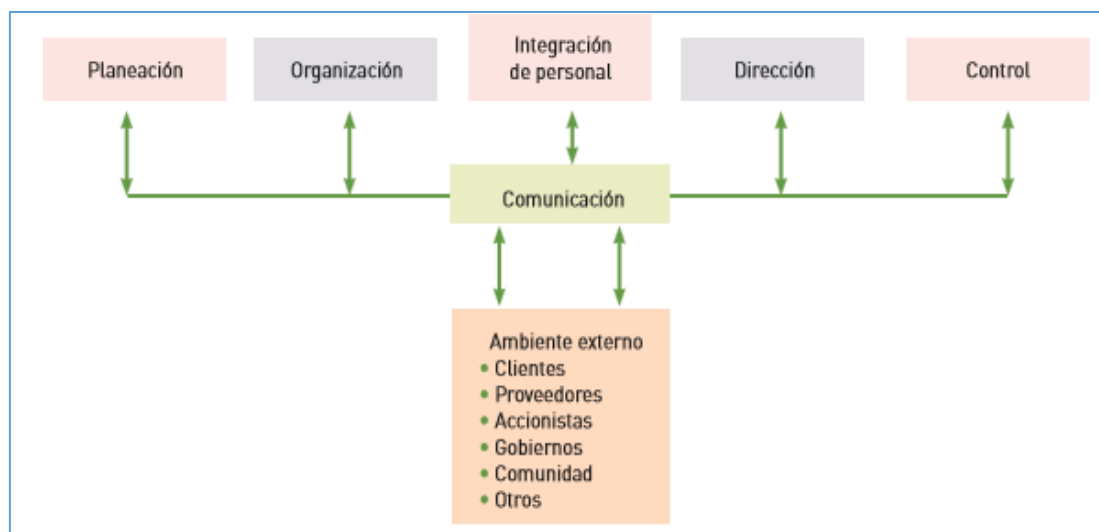 Planeación
Organización
Integración
de personal
Dirección
Control
Comunicación
Ambiente externo
• Clientes
• Proveedores
• Accionistas
• Gobiernos
• Comunidad
• Otros